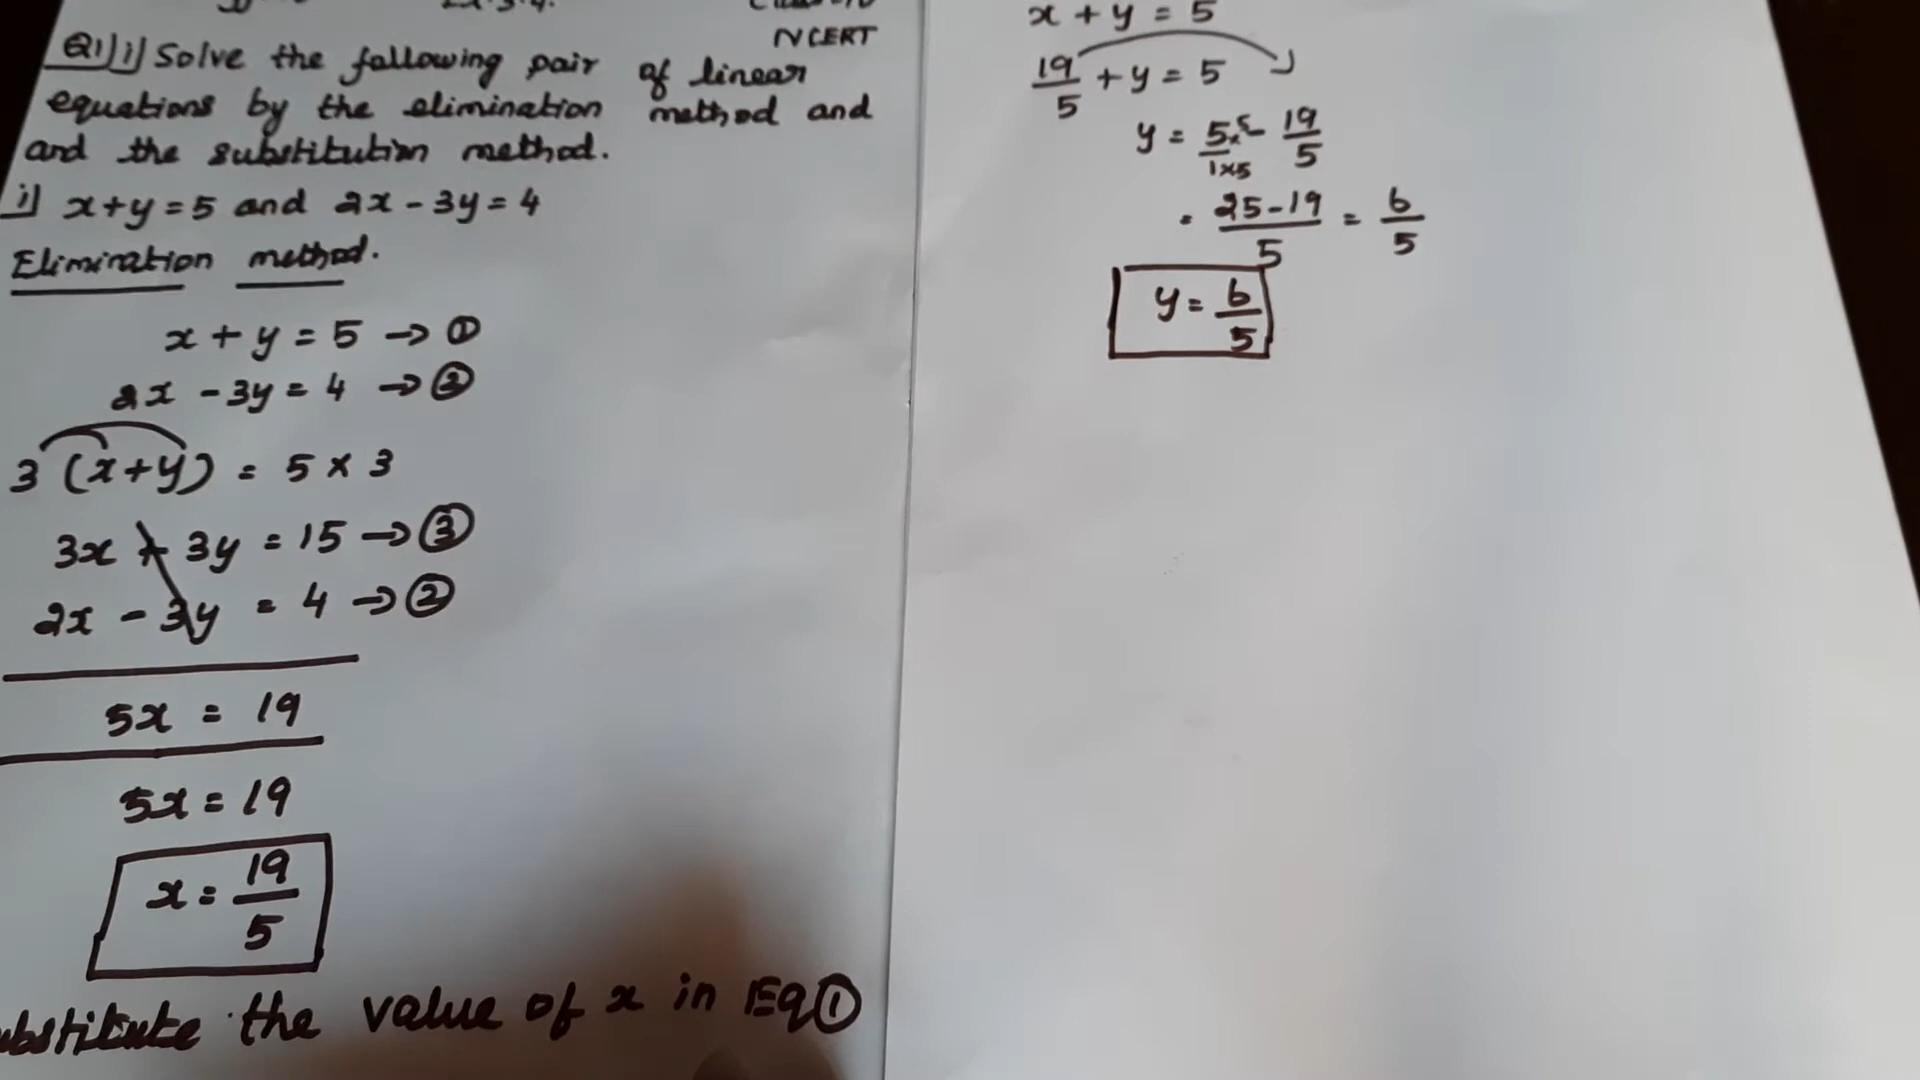 NCERT
Q1) i) Solve the following pair of linear
equations by the elimination method and
and the substitution method.
i) x+y=5 and 2x-3y=4
Elimination method.
x + y = 5 → ①
2x - 3y = 4 → ②
3 (x+y) = 5 × 3
3x + 3y = 15 → ③
2x - 3y = 4 → ②
5x = 19
5x = 19
x = 19/5
the value of x in Eq ①
x + y = 5
19/5 + y = 5
y = 5×5/1×5 - 19/5
= 25-19/5 = 6/5
y = 6/5